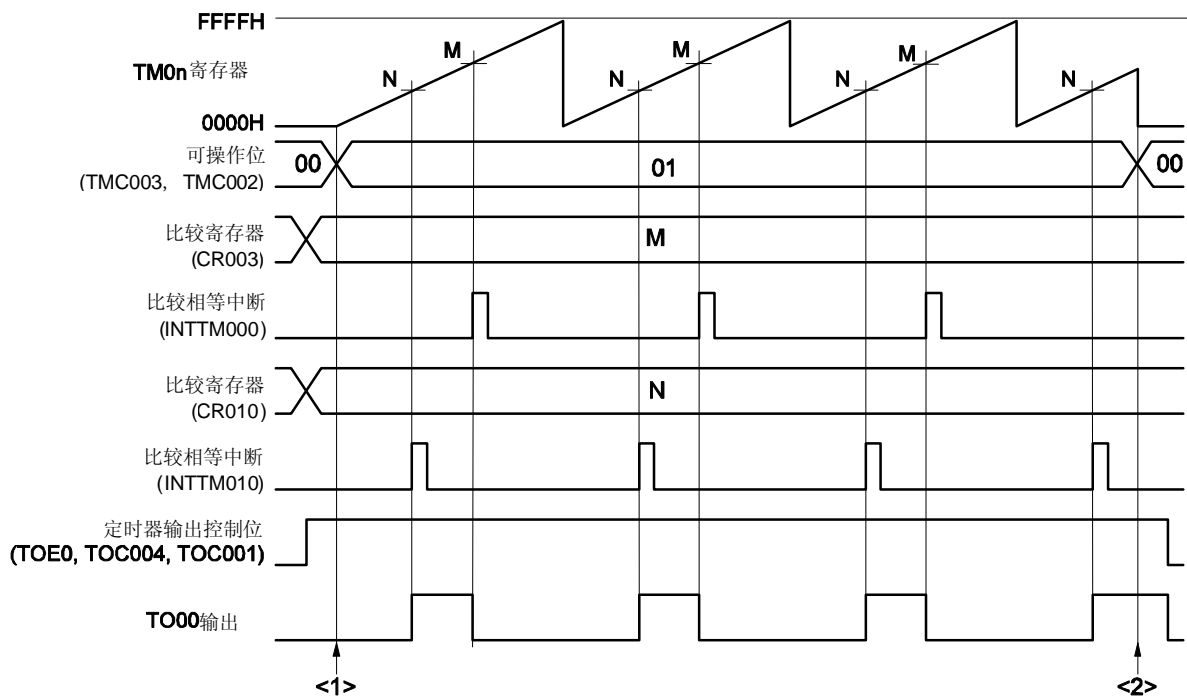 FFFFH
TM0n寄存器
0000H
N M N M N M N
可操作位
(TMC003, TMC002)
00 01 00
比较寄存器
(CR003)
M
比较相等中断
(INTTM000)
比较寄存器
(CR010)
N
比较相等中断
(INTTM010)
定时器输出控制位
(TOE0, TOC004, TOC001)
TO00输出
<1> <2>